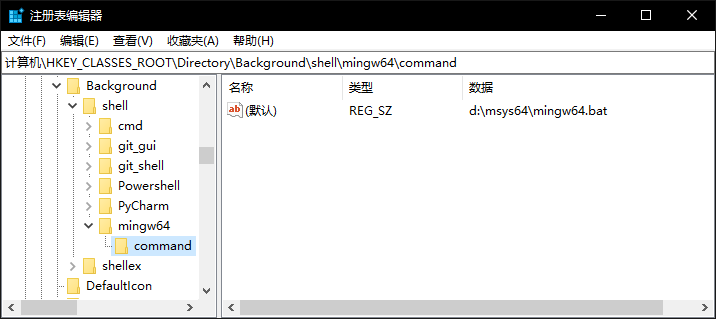 注册表编辑器
文件(F) 编辑(E) 查看(V) 收藏夹(A) 帮助(H)
计算机\HKEY_CLASSES_ROOT\Directory\Background\shell\mingw64\command
Background
shell
cmd
git_gui
git_shell
Powershell
PyCharm
mingw64
command
shellex
DefaultIcon
名称 类型 数据
ab (默认) REG_SZ d:\msys64\mingw64.bat